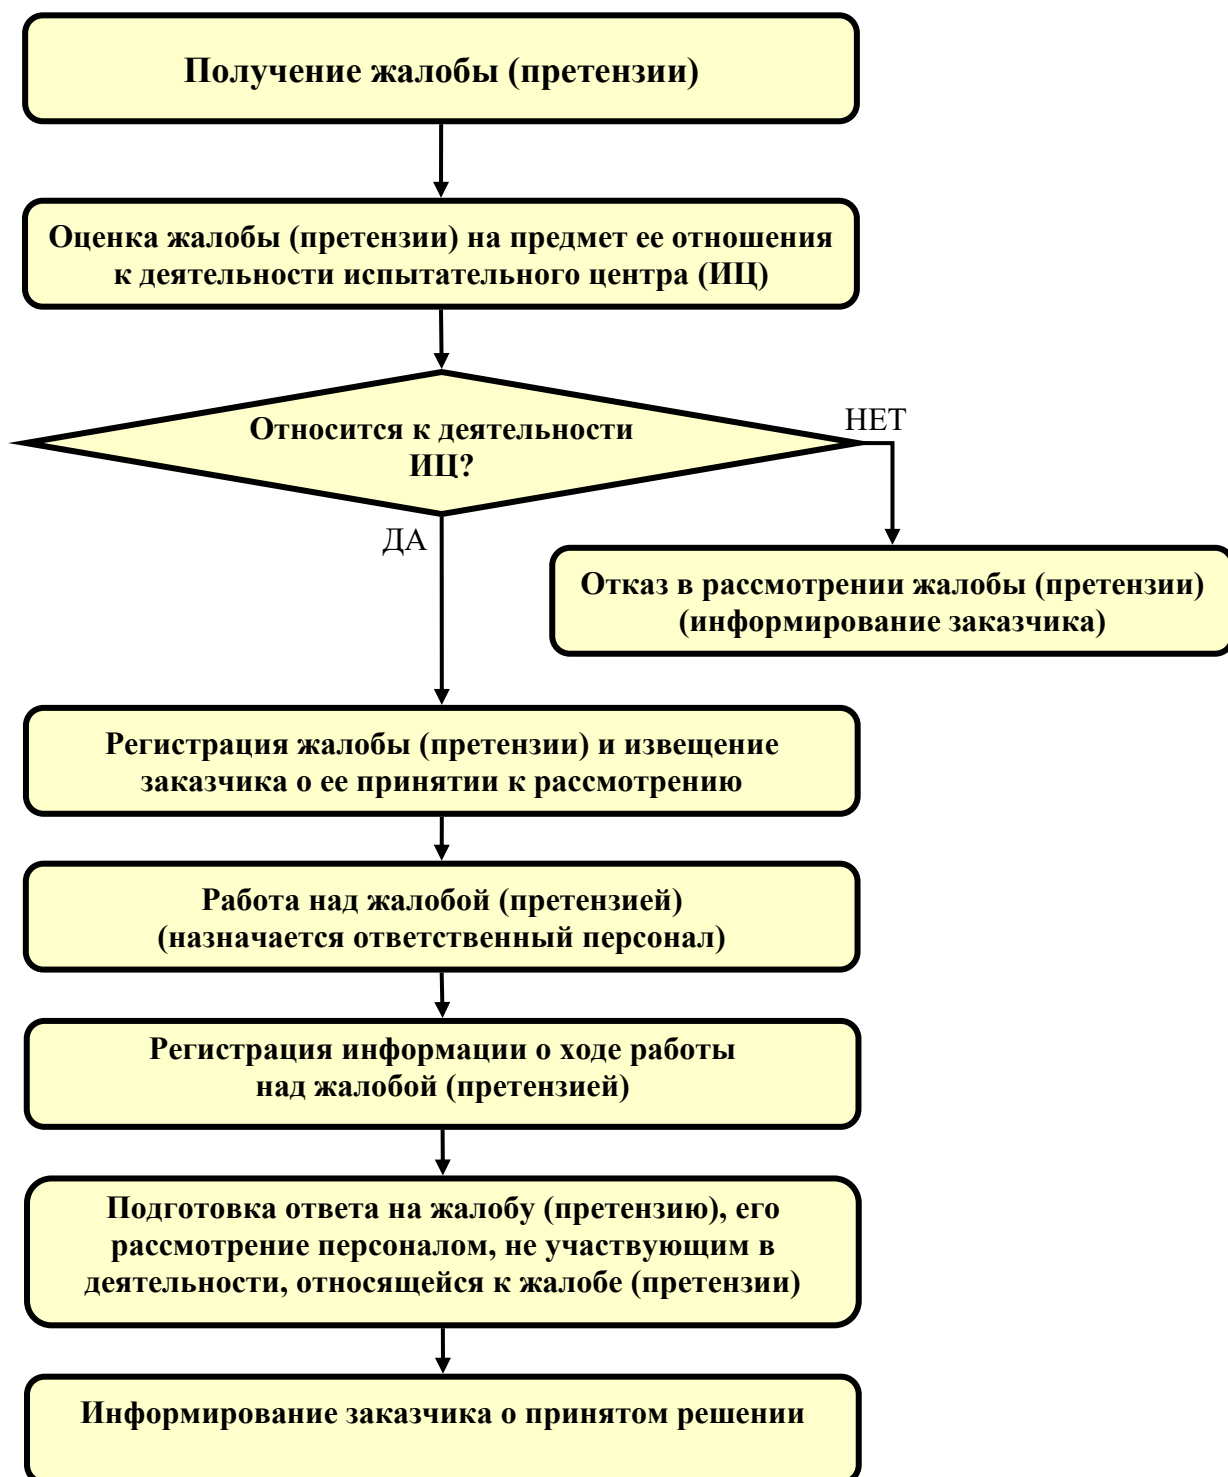 Получение жалобы (претензии)
Оценка жалобы (претензии) на предмет ее отношения
к деятельности испытательного центра (ИЦ)
Относится к деятельности
ИЦ?
НЕТ
ДА
Отказ в рассмотрении жалобы (претензии)
(информирование заказчика)
Регистрация жалобы (претензии) и извещение
заказчика о ее принятии к рассмотрению
Работа над жалобой (претензией)
(назначается ответственный персонал)
Регистрация информации о ходе работы
над жалобой (претензией)
Подготовка ответа на жалобу (претензию), его
рассмотрение персоналом, не участвующим в
деятельности, относящейся к жалобе (претензии)
Информирование заказчика о принятом решении